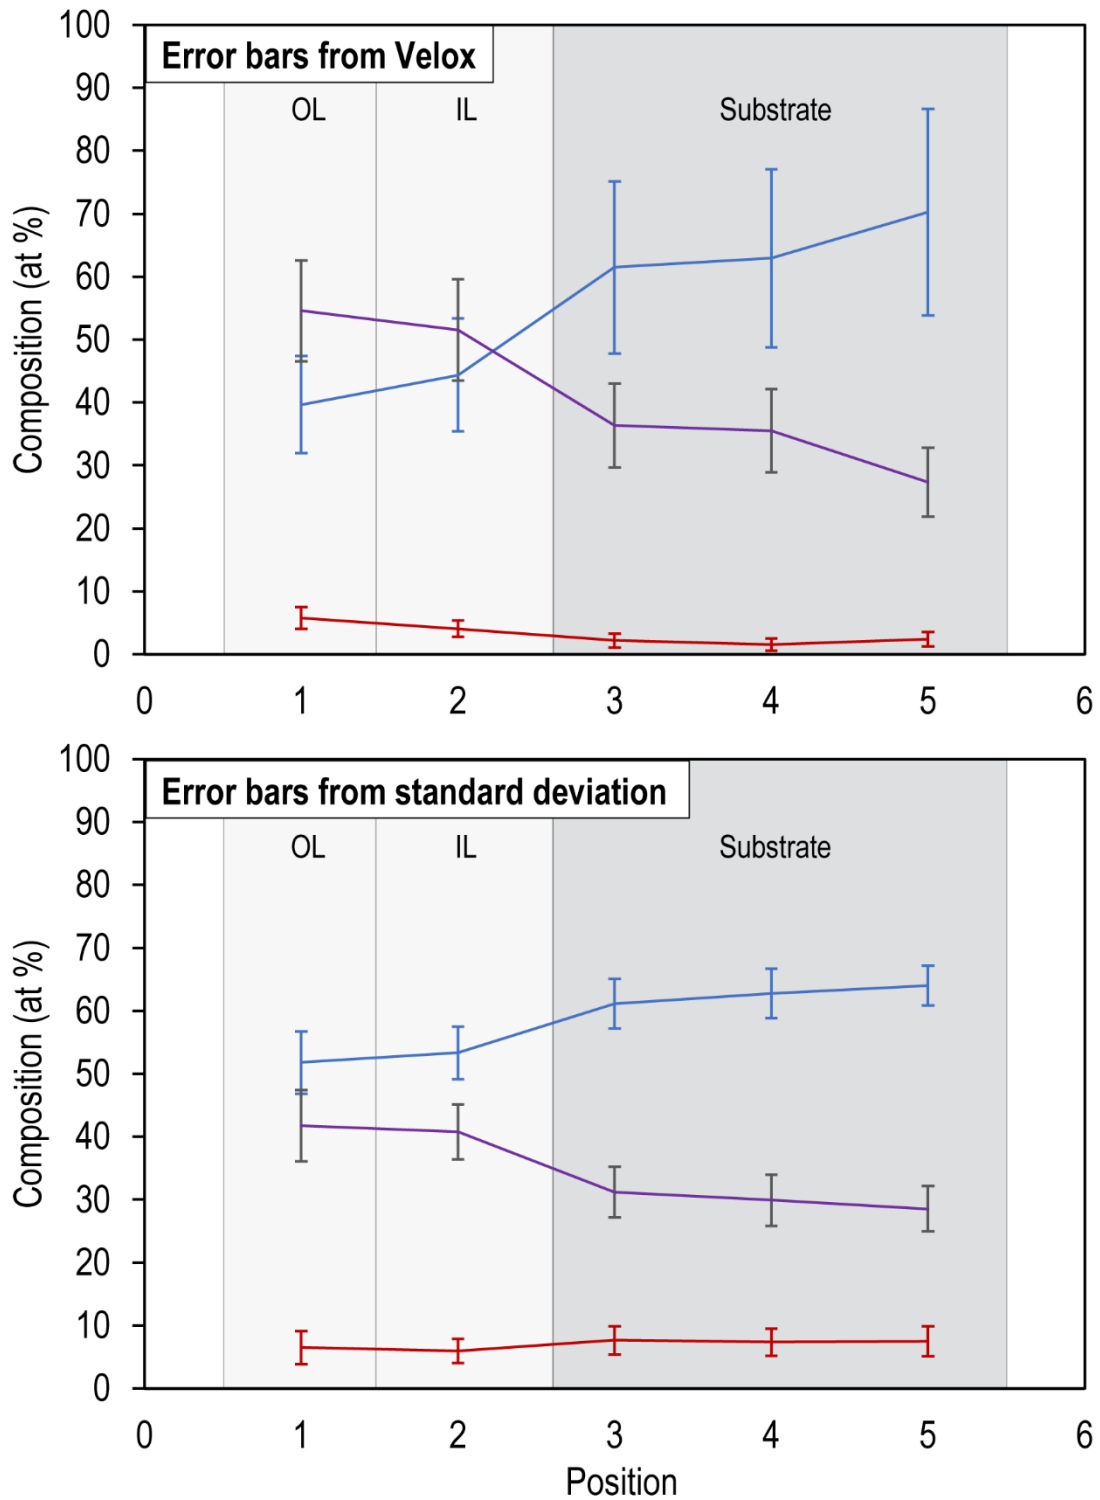 Error bars from Velox
OL IL Substrate
Composition (at %)
100
90
80
70
60
50
40
30
20
10
0
0 1 2 3 4 5 6
Error bars from standard deviation
OL IL Substrate
Composition (at %)
100
90
80
70
60
50
40
30
20
10
0
0 1 2 3 4 5 6
Position